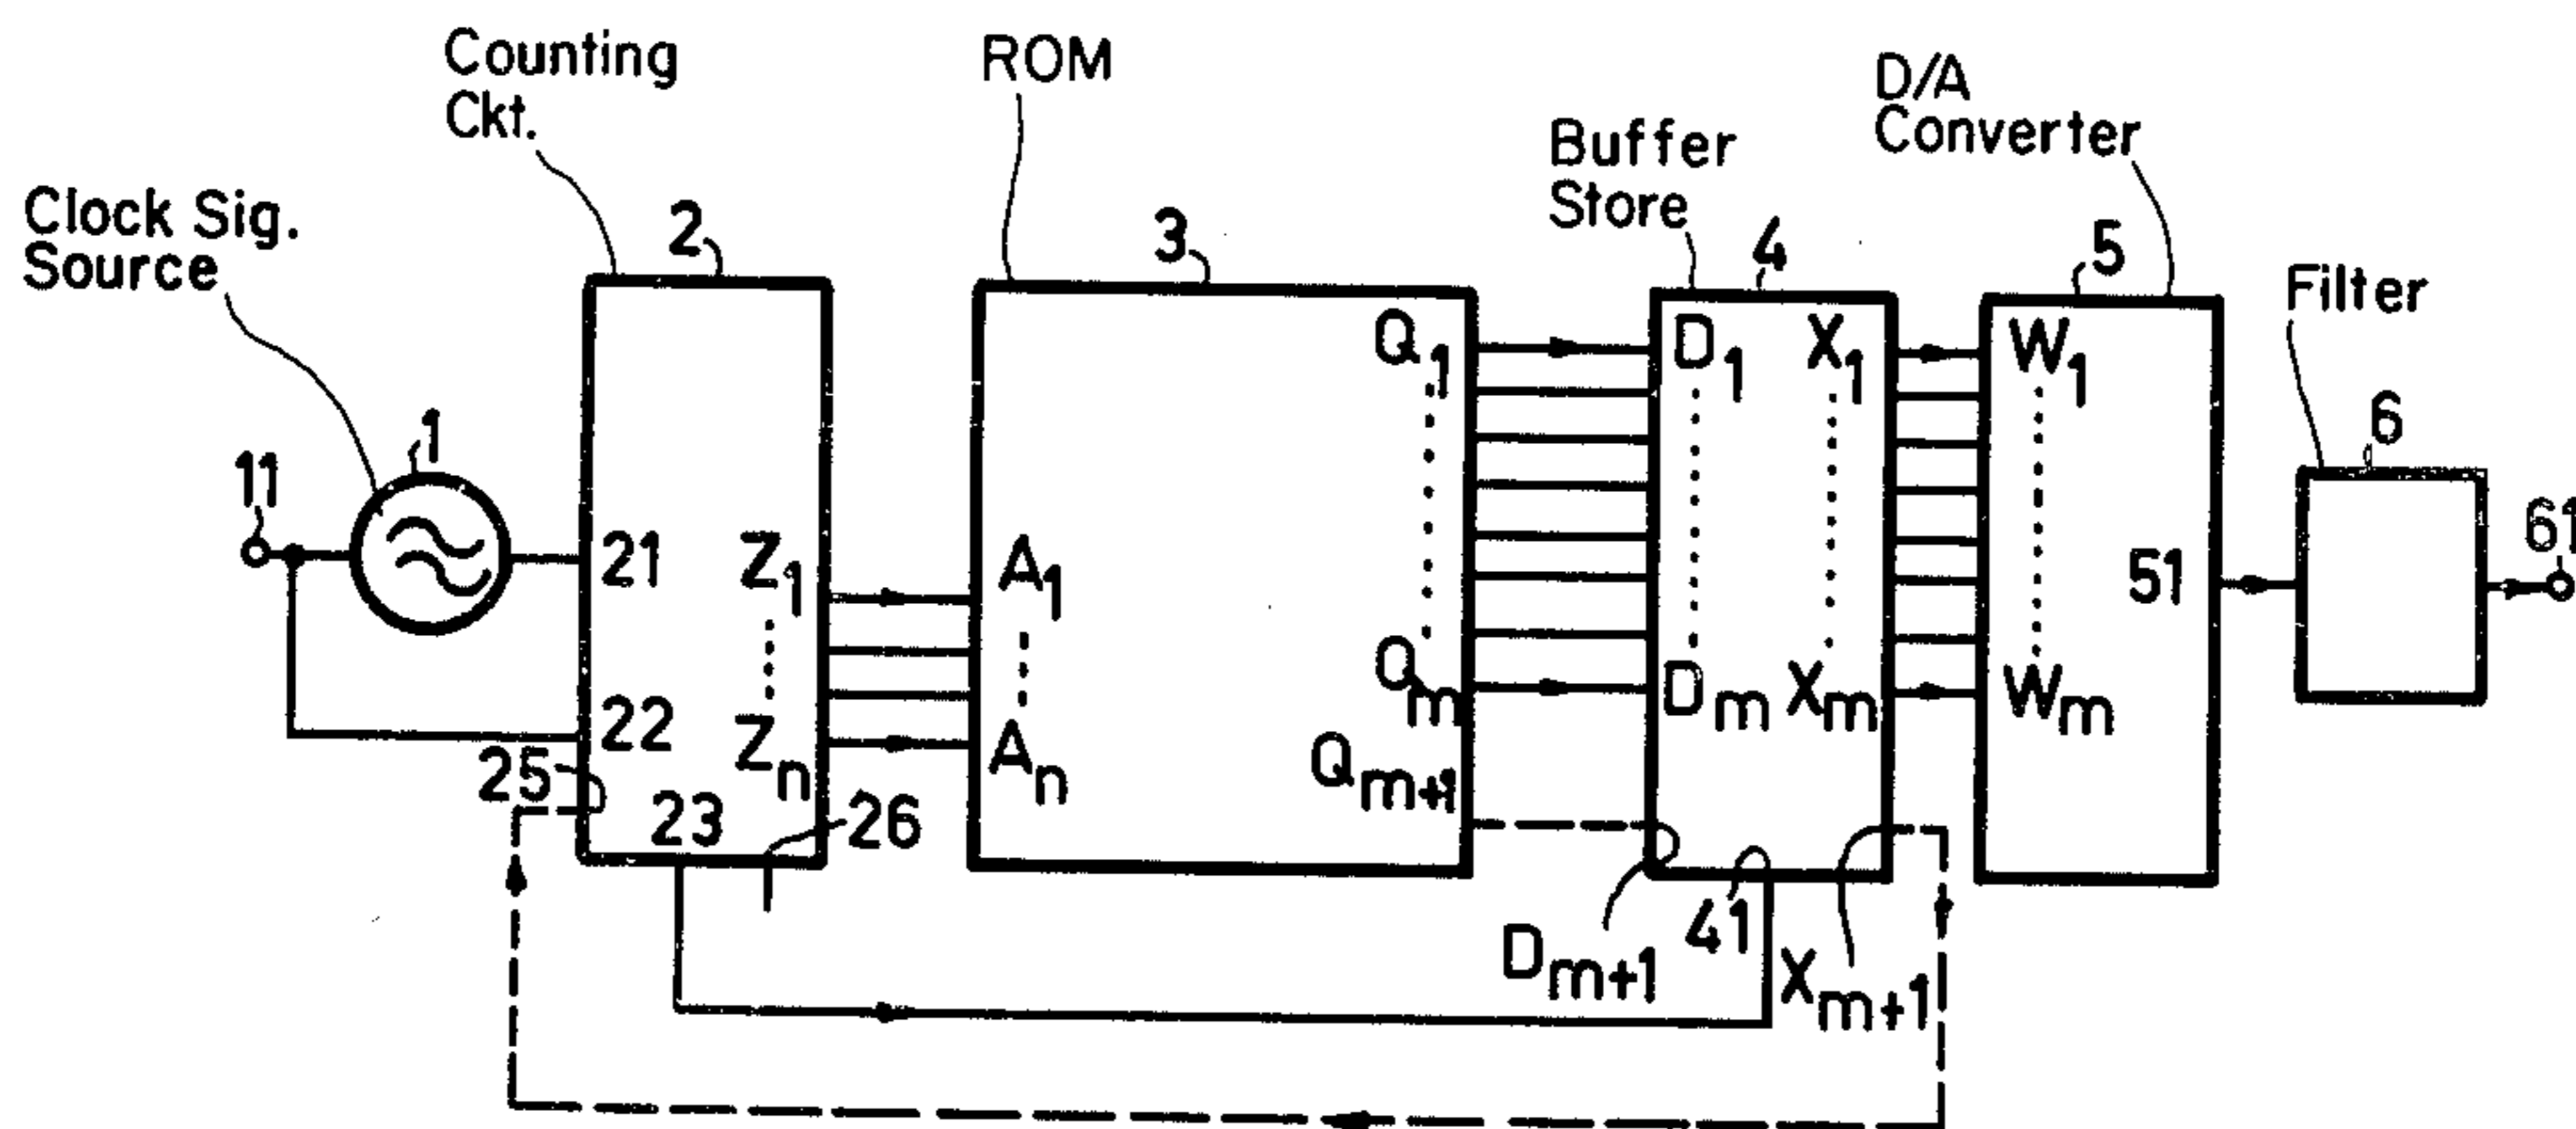 Counting
Ckt.
ROM
D/A
Converter
Buffer
Store
Clock Sig.
Source
Filter
2
3
4
5
6
1
11
61
21
22
23
25
26
Z1
Zn
A1
An
Q1
Qm
Qm+1
D1
Dm
Dm+1
41
X1
Xm
Xm+1
W1
Wm
51